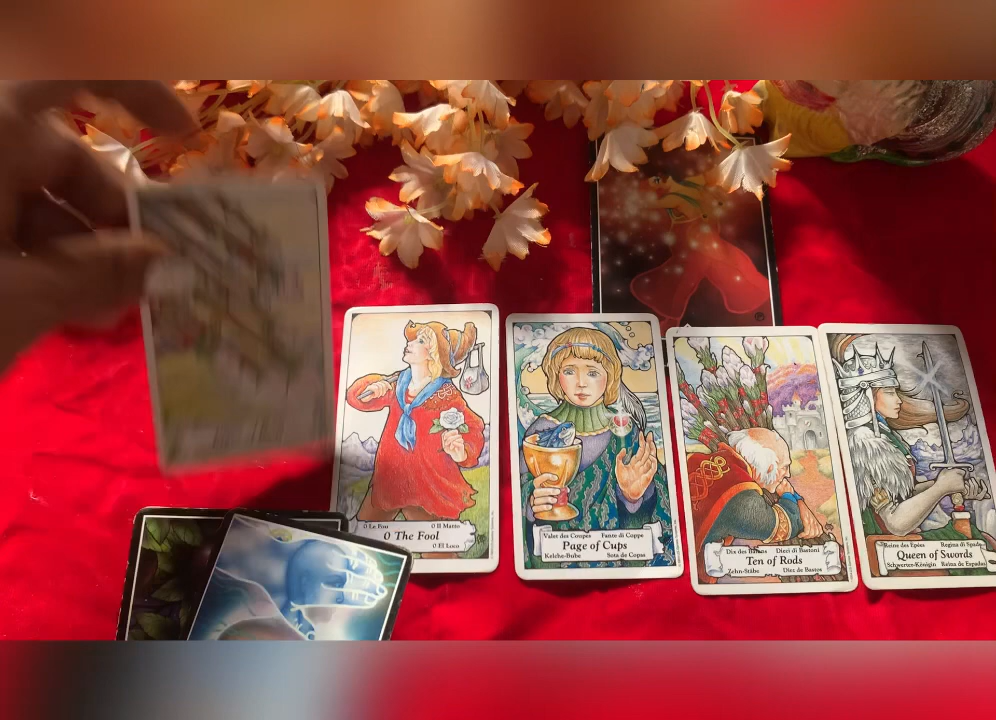 0 Le Fou 0 Il Matto
0 The Fool
0 El Loco
Valet des Coupes Fante di Coppe
Page of Cups
Kelche-Bube Sota de Copas
Dix des Bâtons Dieci di Bastoni
Ten of Rods
Zehn-Stäbe Diez de Bastos
Reine des Épées Regina di Spade
Queen of Swords
Schwerter-Königin Reina de Espadas